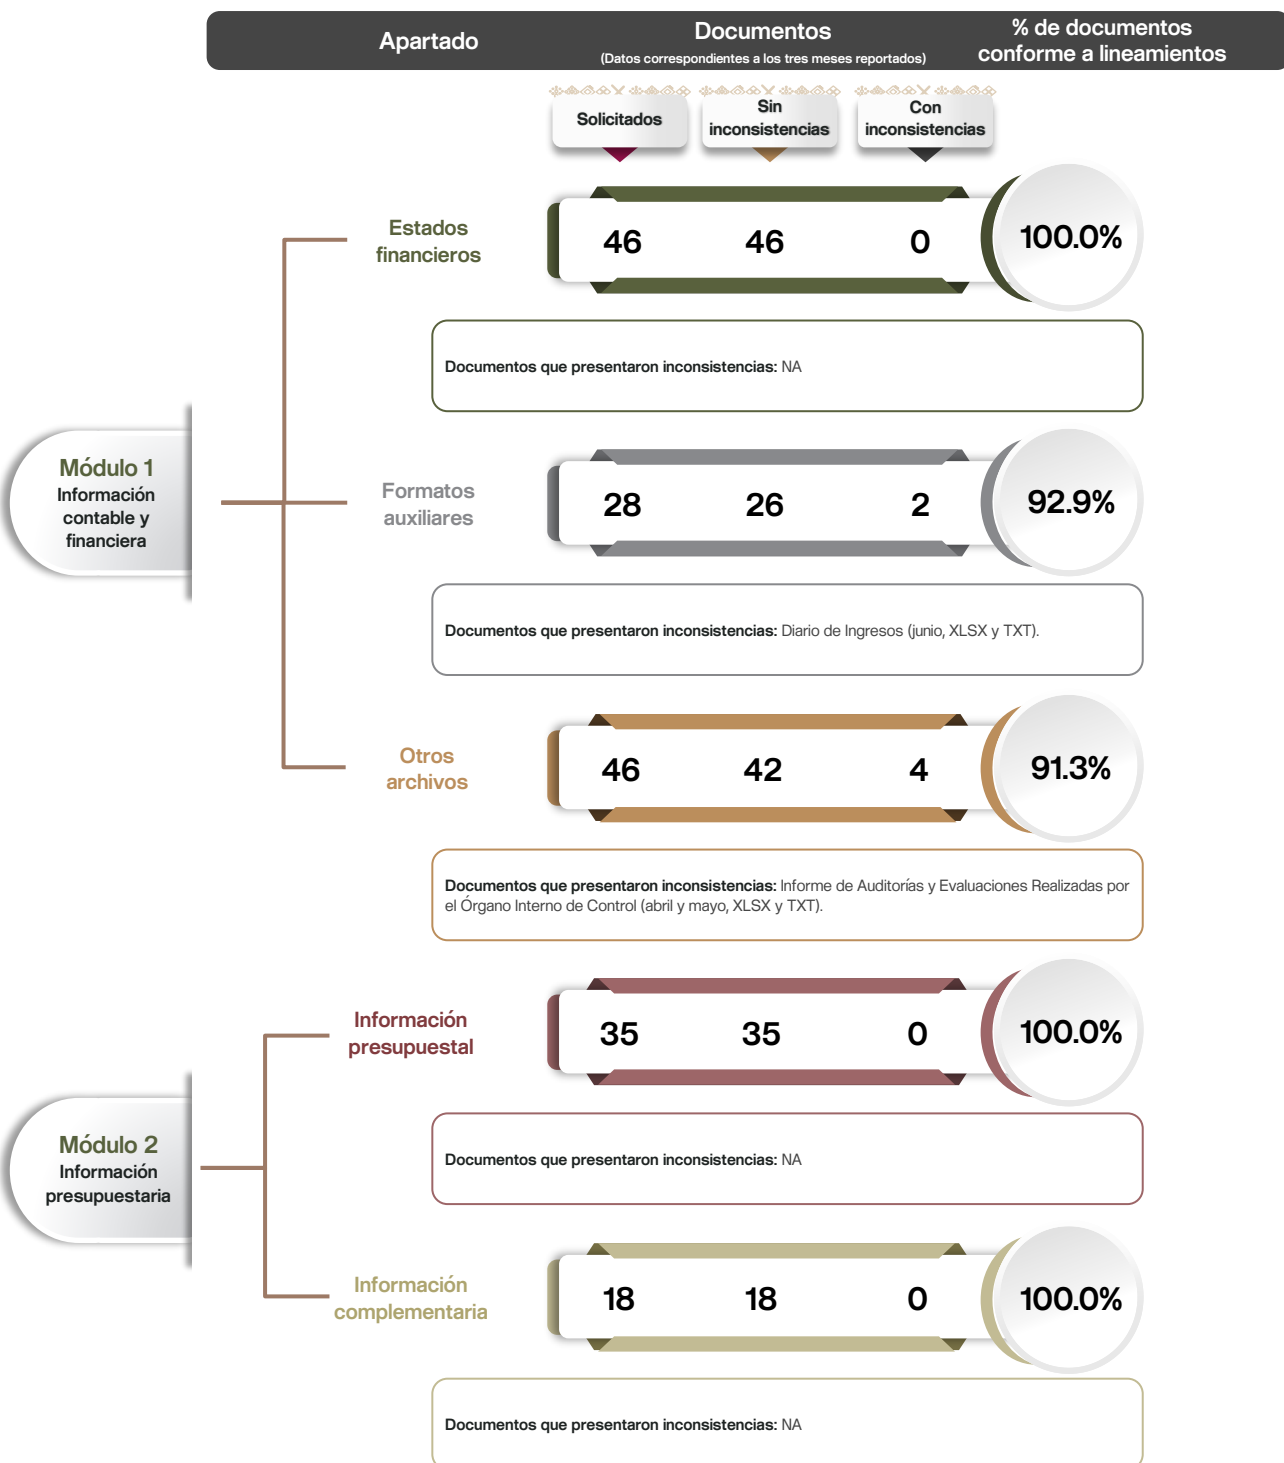 Apartado
Documentos
(Datos correspondientes a los tres meses reportados)
% de documentos
conforme a lineamientos
Solicitados
Sin
inconsistencias
Con
inconsistencias
Módulo 1
Información
contable y
financiera
Estados
financieros
46 46 0 100.0%
Documentos que presentaron inconsistencias: NA
Formatos
auxiliares
28 26 2 92.9%
Documentos que presentaron inconsistencias: Diario de Ingresos (junio, XLSX y TXT).
Otros
archivos
46 42 4 91.3%
Documentos que presentaron inconsistencias: Informe de Auditorías y Evaluaciones Realizadas por
el Órgano Interno de Control (abril y mayo, XLSX y TXT).
Módulo 2
Información
presupuestaria
Información
presupuestal
35 35 0 100.0%
Documentos que presentaron inconsistencias: NA
Información
complementaria
18 18 0 100.0%
Documentos que presentaron inconsistencias: NA